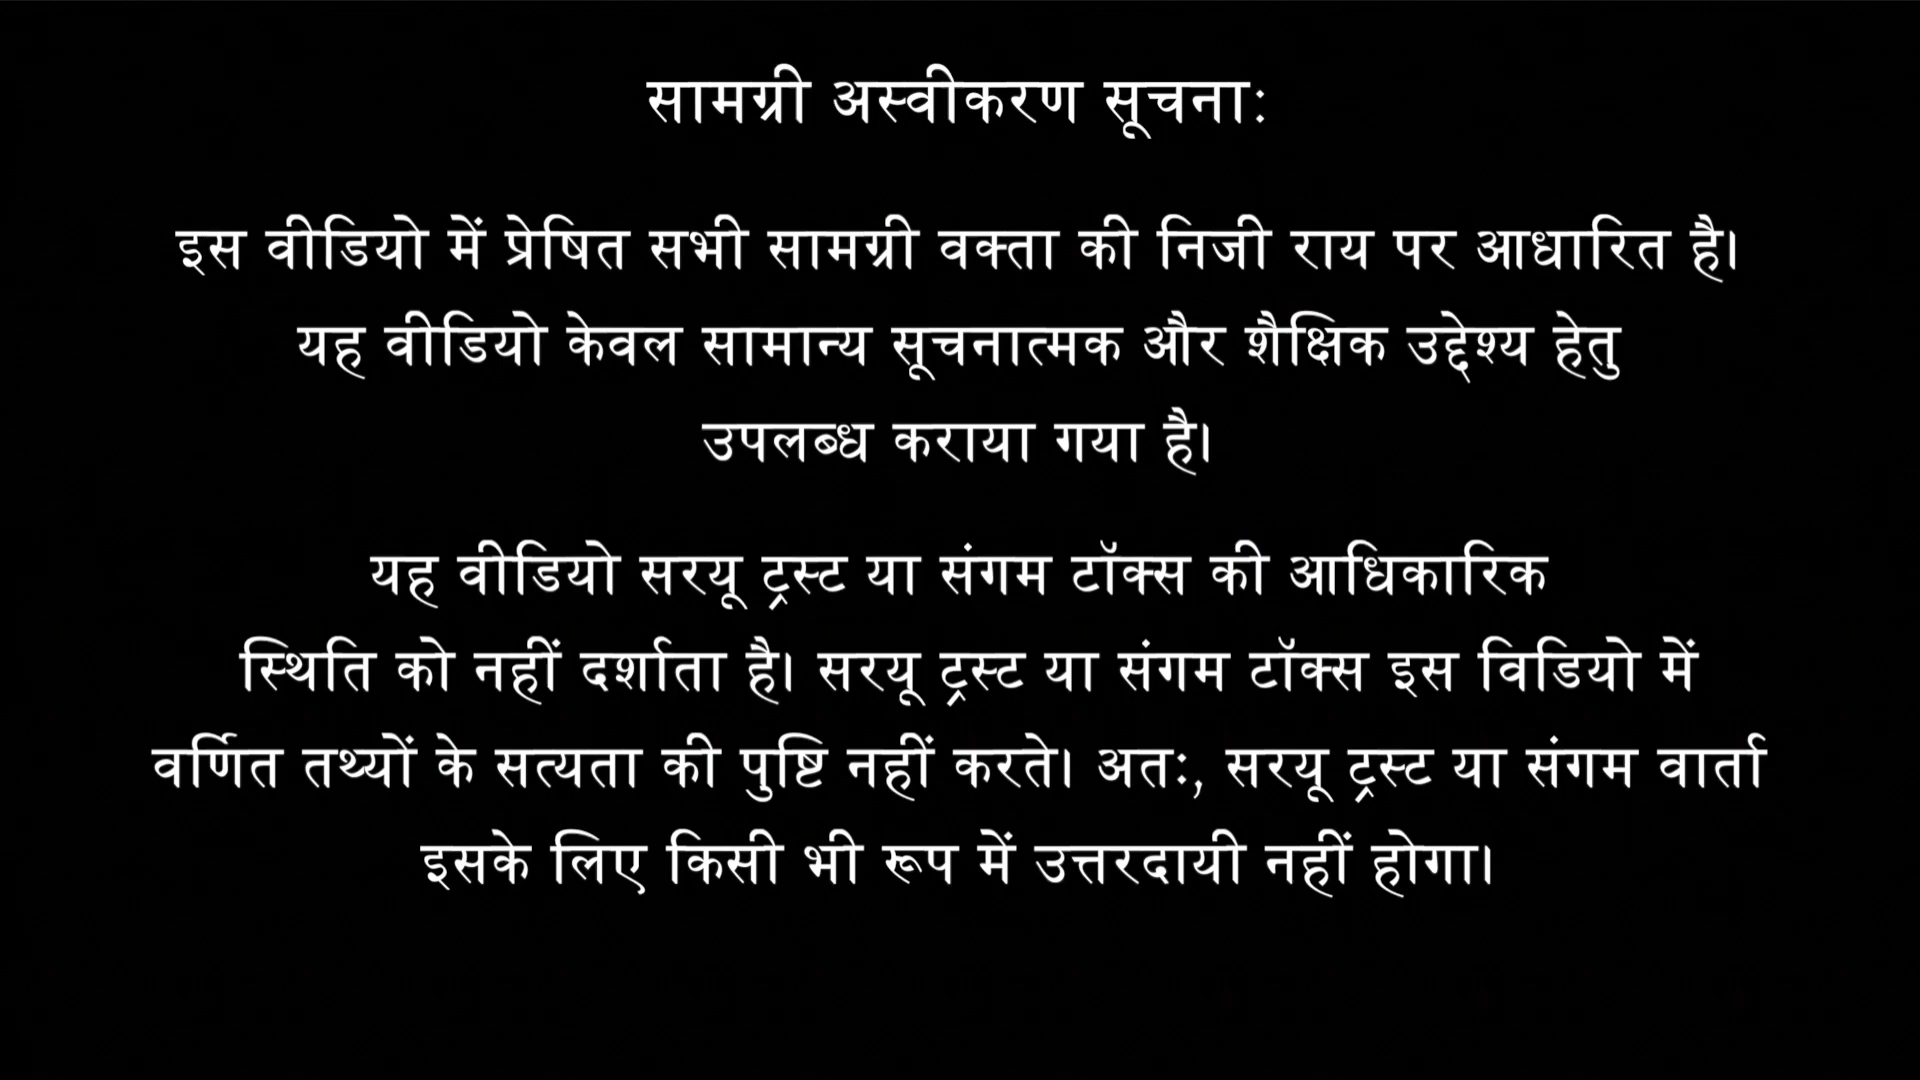 सामग्री अस्वीकरण सूचना:
इस वीडियो में प्रेषित सभी सामग्री वक्ता की निजी राय पर आधारित है।
यह वीडियो केवल सामान्य सूचनात्मक और शैक्षिक उद्देश्य हेतु
उपलब्ध कराया गया है।
यह वीडियो सरयू ट्रस्ट या संगम टॉक्स की आधिकारिक
स्थिति को नहीं दर्शाता है। सरयू ट्रस्ट या संगम टॉक्स इस विडियो में
वर्णित तथ्यों के सत्यता की पुष्टि नहीं करते। अतः, सरयू ट्रस्ट या संगम वार्ता
इसके लिए किसी भी रूप में उत्तरदायी नहीं होगा।